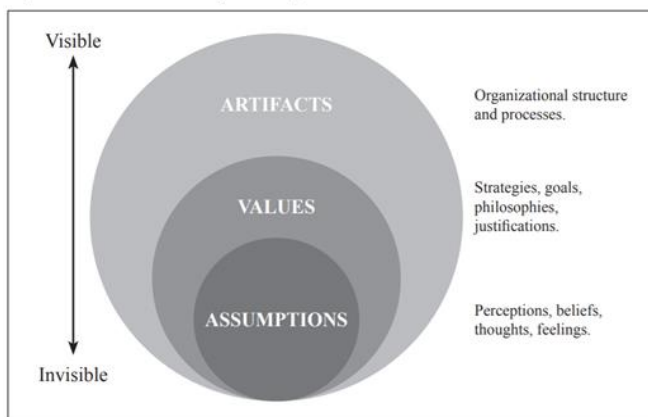 Visible
ARTIFACTS
Organizational structure
and processes.
VALUES
Strategies, goals,
philosophies,
justifications.
ASSUMPTIONS
Perceptions, beliefs,
thoughts, feelings.
Invisible